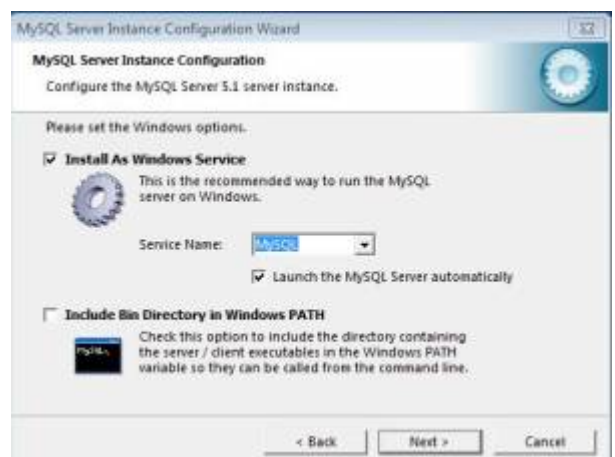 MySQL Server Instance Configuration Wizard
MySQL Server Instance Configuration
Configure the MySQL Server 5.1 server instance.
Please set the Windows options.
Install As Windows Service
This is the recommended way to run the MySQL
server on Windows.
Service Name: MySQL
Launch the MySQL Server automatically
Include Bin Directory in Windows PATH
Check this option to include the directory containing
the server / client executables in the Windows PATH
variable so they can be called from the command line.
< Back Next > Cancel